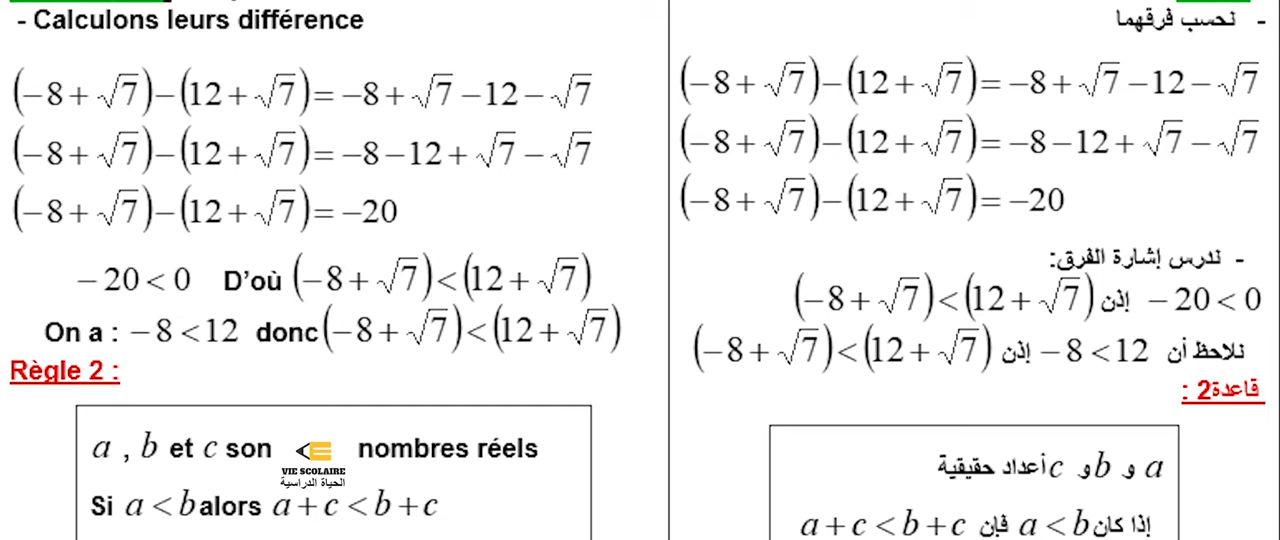 - Calculons leurs différence
(−8+√7)−(12+√7)=−8+√7−12−√7
(−8+√7)−(12+√7)=−8−12+√7−√7
(−8+√7)−(12+√7)=−20
−20<0 D'où (−8+√7)<(12+√7)
On a : −8<12 donc (−8+√7)<(12+√7)
Règle 2 :
a , b et c son nombres réels
VIE SCOLAIRE
الحياة الدراسية
Si a<b alors a+c<b+c
- نحسب فرقهما
(−8+√7)−(12+√7)=−8+√7−12−√7
(−8+√7)−(12+√7)=−8−12+√7−√7
(−8+√7)−(12+√7)=−20
- ندرس إشارة الفرق:
−20<0 إذن (−8+√7)<(12+√7)
نلاحظ أن −8<12 إذن (−8+√7)<(12+√7)
قاعدة2 :
a و b و c أعداد حقيقية
إذا كان a<b فإن a+c<b+c